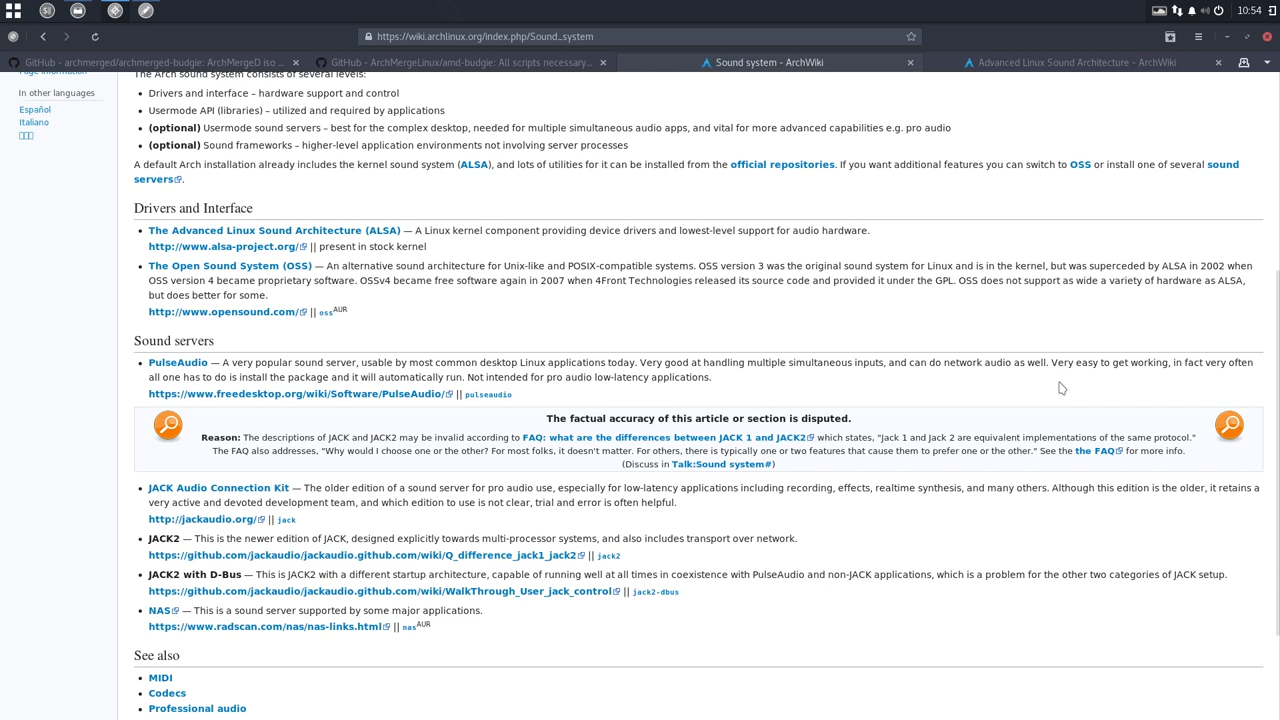 10:54
https://wiki.archlinux.org/index.php/Sound_system
GitHub - archmerged/archmerged-budgie: ArchMergeD iso
GitHub - ArchMergeLinux/amd-budgie: All scripts necessary...
Sound system - ArchWiki
Advanced Linux Sound Architecture - ArchWiki
Page information
In other languages
Español
Italiano
The Arch sound system consists of several levels:
• Drivers and interface – hardware support and control
• Usermode API (libraries) – utilized and required by applications
• (optional) Usermode sound servers – best for the complex desktop, needed for multiple simultaneous audio apps, and vital for more advanced capabilities e.g. pro audio
• (optional) Sound frameworks – higher-level application environments not involving server processes
A default Arch installation already includes the kernel sound system (ALSA), and lots of utilities for it can be installed from the official repositories. If you want additional features you can switch to OSS or install one of several sound
servers.
Drivers and Interface
• The Advanced Linux Sound Architecture (ALSA) — A Linux kernel component providing device drivers and lowest-level support for audio hardware.
http://www.alsa-project.org/ || present in stock kernel
• The Open Sound System (OSS) — An alternative sound architecture for Unix-like and POSIX-compatible systems. OSS version 3 was the original sound system for Linux and is in the kernel, but was superceded by ALSA in 2002 when
OSS version 4 became proprietary software. OSSv4 became free software again in 2007 when 4Front Technologies released its source code and provided it under the GPL. OSS does not support as wide a variety of hardware as ALSA,
but does better for some.
http://www.opensound.com/ || ossAUR
Sound servers
• PulseAudio — A very popular sound server, usable by most common desktop Linux applications today. Very good at handling multiple simultaneous inputs, and can do network audio as well. Very easy to get working, in fact very often
all one has to do is install the package and it will automatically run. Not intended for pro audio low-latency applications.
https://www.freedesktop.org/wiki/Software/PulseAudio/ || pulseaudio
The factual accuracy of this article or section is disputed.
Reason: The descriptions of JACK and JACK2 may be invalid according to FAQ: what are the differences between JACK 1 and JACK2 which states, "Jack 1 and Jack 2 are equivalent implementations of the same protocol."
The FAQ also addresses, "Why would I choose one or the other? For most folks, it doesn't matter. For others, there is typically one or two features that cause them to prefer one or the other." See the the FAQ for more info.
(Discuss in Talk:Sound system#)
• JACK Audio Connection Kit — The older edition of a sound server for pro audio use, especially for low-latency applications including recording, effects, realtime synthesis, and many others. Although this edition is the older, it retains a
very active and devoted development team, and which edition to use is not clear, trial and error is often helpful.
http://jackaudio.org/ || jack
• JACK2 — This is the newer edition of JACK, designed explicitly towards multi-processor systems, and also includes transport over network.
https://github.com/jackaudio/jackaudio.github.com/wiki/Q_difference_jack1_jack2 || jack2
• JACK2 with D-Bus — This is JACK2 with a different startup architecture, capable of running well at all times in coexistence with PulseAudio and non-JACK applications, which is a problem for the other two categories of JACK setup.
https://github.com/jackaudio/jackaudio.github.com/wiki/WalkThrough_User_jack_control || jack2-dbus
• NAS — This is a sound server supported by some major applications.
https://www.radscan.com/nas/nas-links.html || nasAUR
See also
• MIDI
• Codecs
• Professional audio